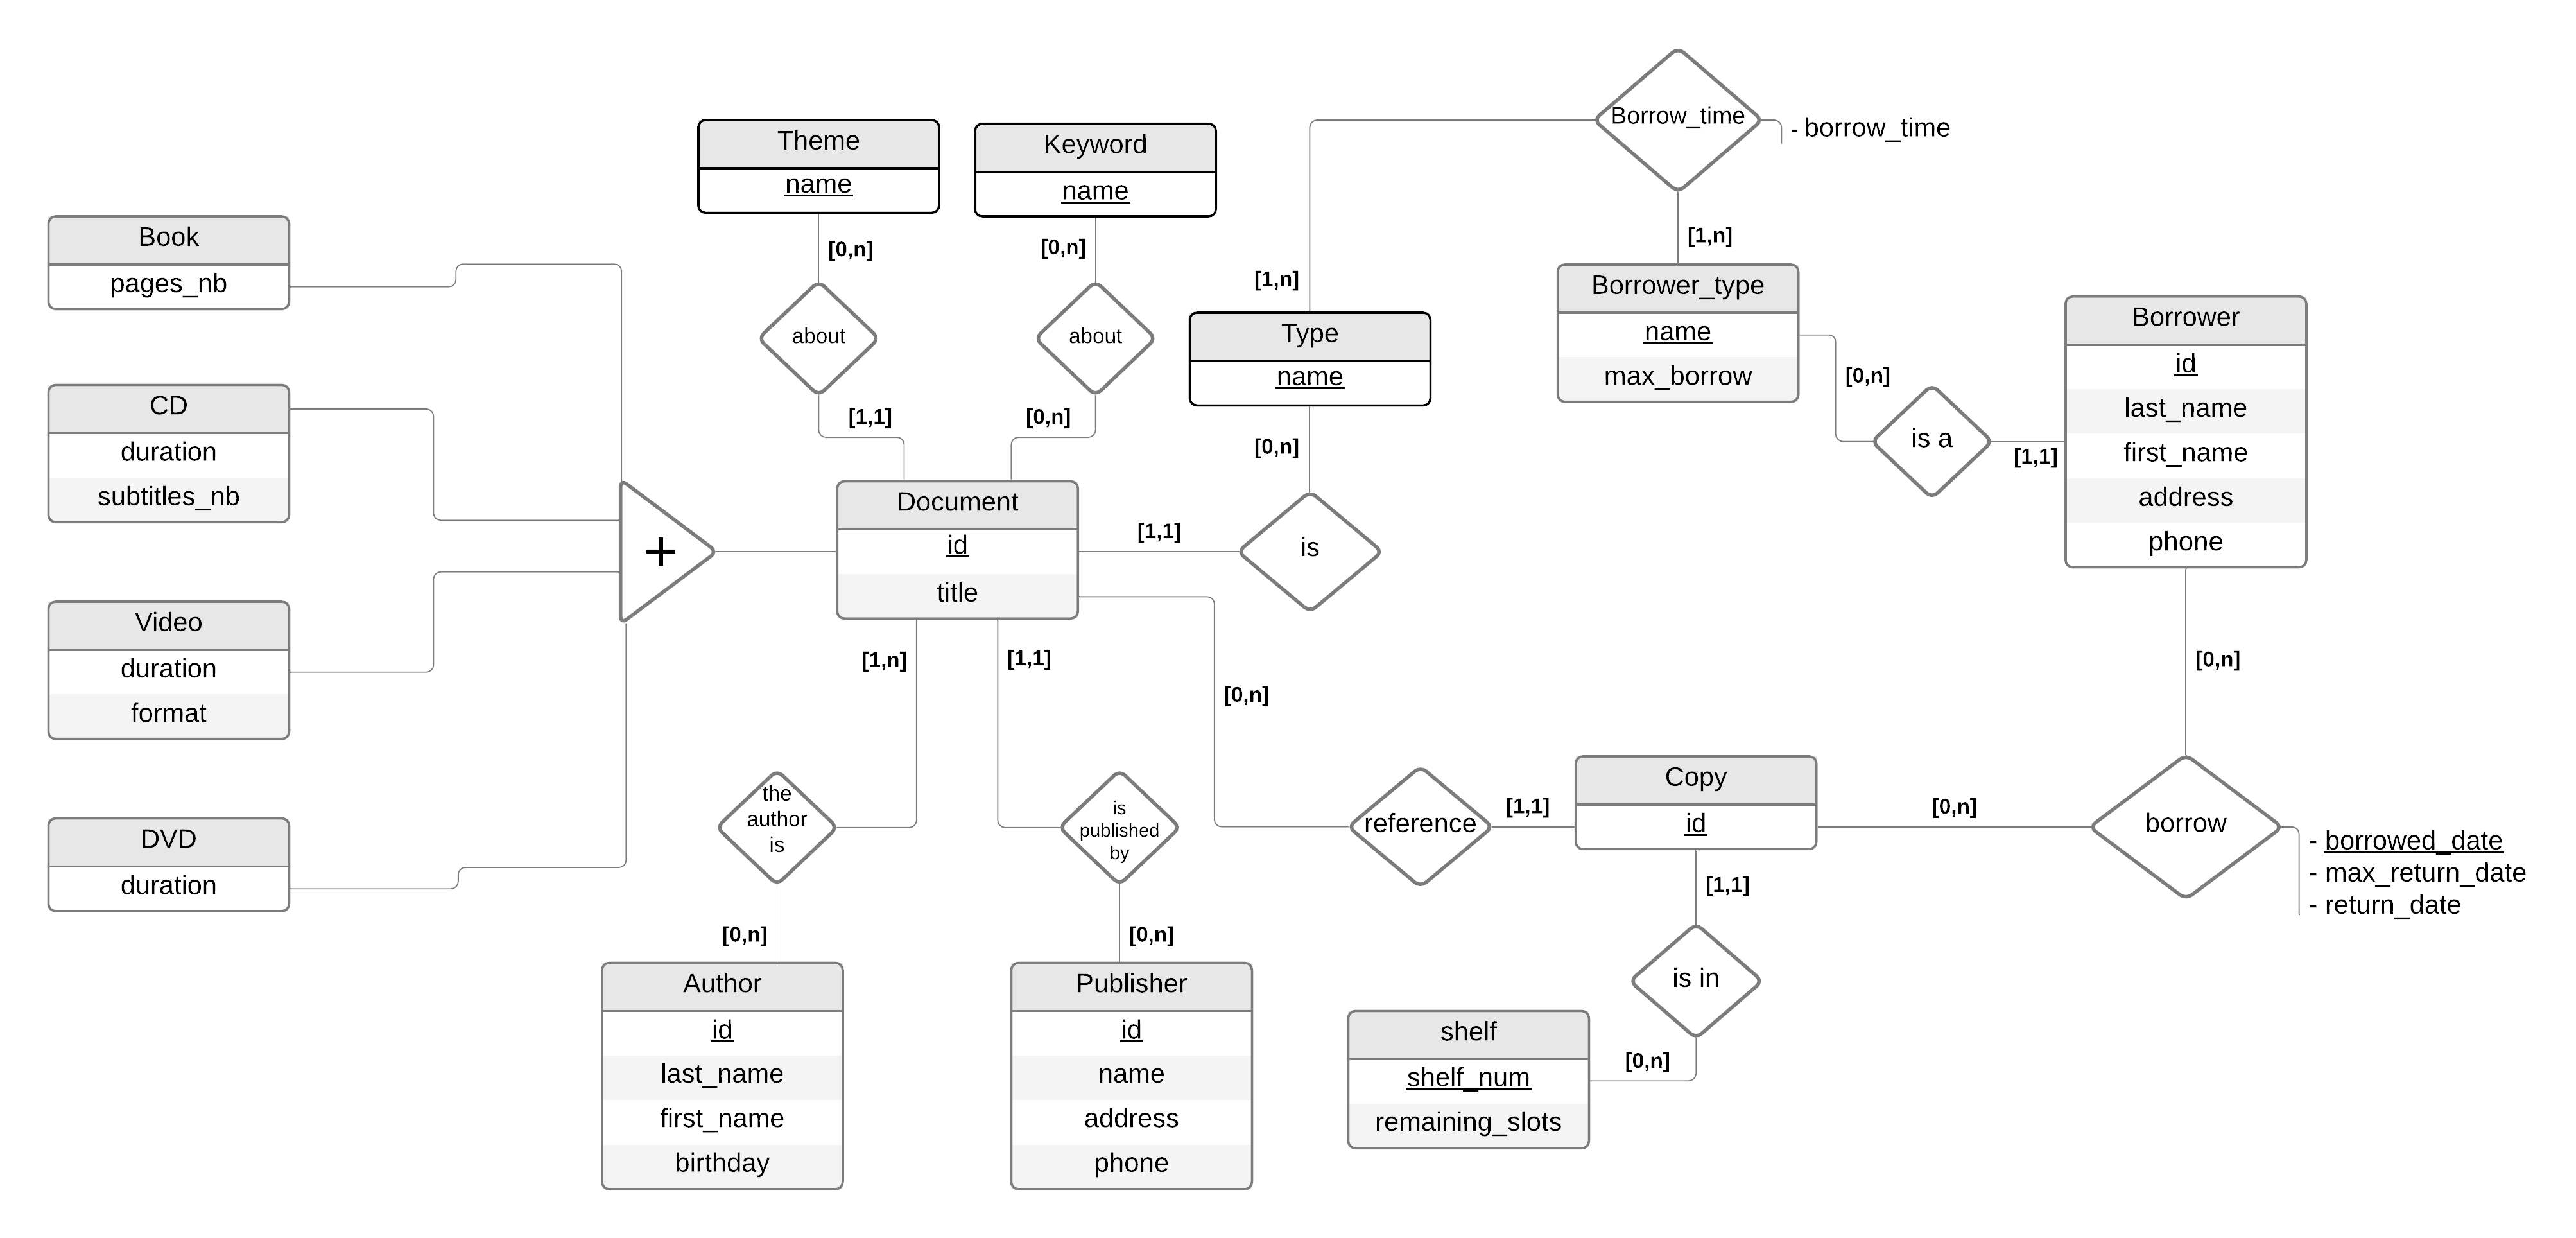 Borrow_time
- borrow_time
Theme
name
Keyword
name
[0,n]
[0,n]
[1,n]
[1,n]
Book
pages_nb
about
about
Type
name
Borrower_type
name
max_borrow
Borrower
id
last_name
first_name
address
phone
[0,n]
is a
[1,1]
CD
duration
subtitles_nb
[1,1]
[0,n]
[0,n]
+
Document
id
title
[1,1]
is
Video
duration
format
[1,n]
[1,1]
[0,n]
[0,n]
DVD
duration
the
author
is
is
published
by
reference
[1,1]
Copy
id
[0,n]
borrow
- borrowed_date
- max_return_date
- return_date
[0,n]
[0,n]
[1,1]
is in
Author
id
last_name
first_name
birthday
Publisher
id
name
address
phone
shelf
shelf_num
remaining_slots
[0,n]